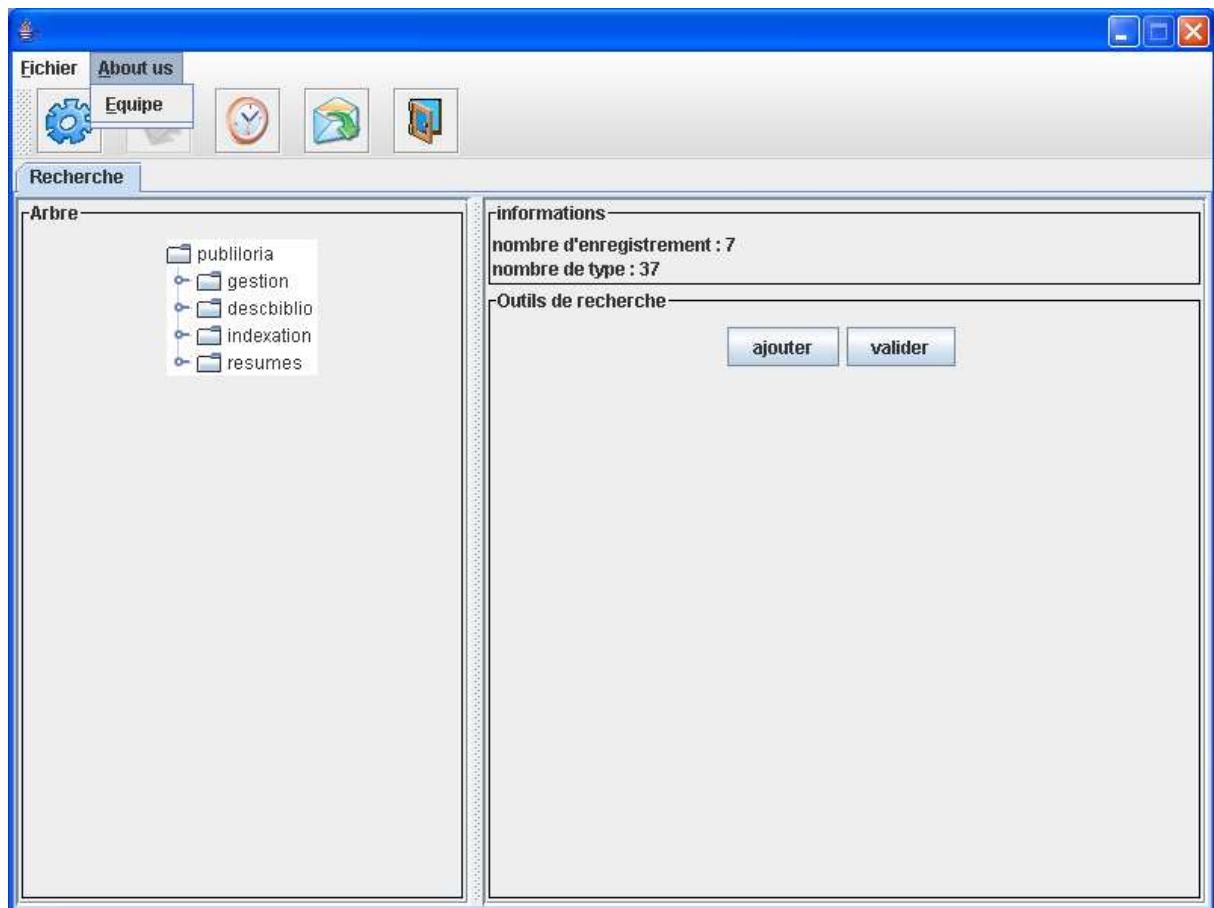 Fichier About us
Equipe
Recherche
Arbre
publiloria
gestion
descbiblio
indexation
resumes
informations
nombre d'enregistrement : 7
nombre de type : 37
Outils de recherche
ajouter valider